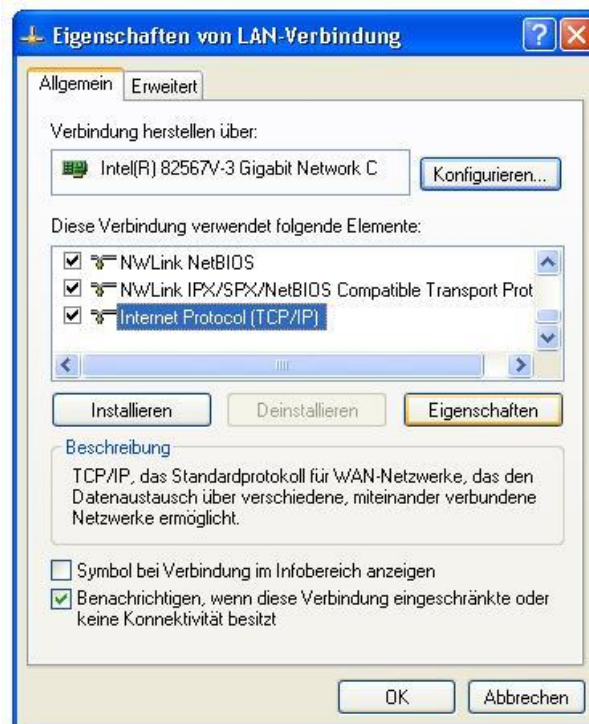 Eigenschaften von LAN-Verbindung
Allgemein
Erweitert
Verbindung herstellen über:
Intel(R) 82567V-3 Gigabit Network C
Konfigurieren...
Diese Verbindung verwendet folgende Elemente:
NWLink NetBIOS
NWLink IPX/SPX/NetBIOS Compatible Transport Prot
Internet Protocol (TCP/IP)
Installieren
Deinstallieren
Eigenschaften
Beschreibung
TCP/IP, das Standardprotokoll für WAN-Netzwerke, das den
Datenaustausch über verschiedene, miteinander verbundene
Netzwerke ermöglicht.
Symbol bei Verbindung im Infobereich anzeigen
Benachrichtigen, wenn diese Verbindung eingeschränkte oder
keine Konnektivität besitzt
OK
Abbrechen